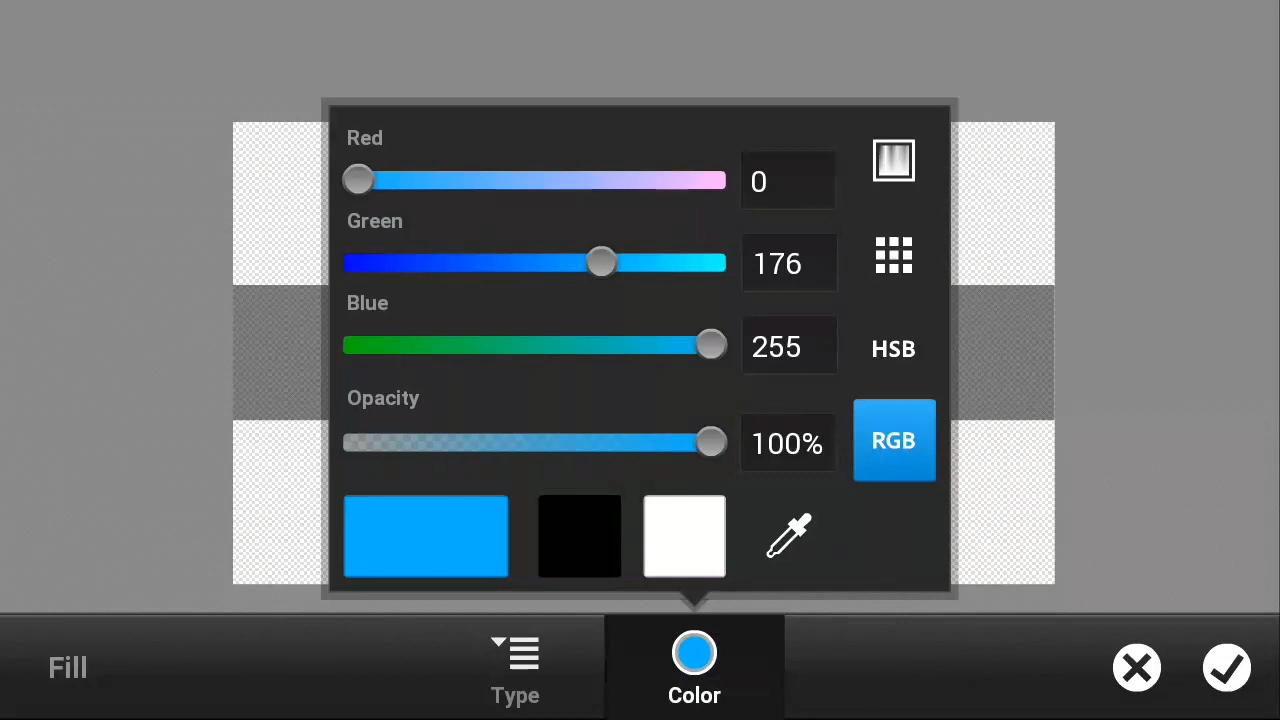 Red
0
Green
176
Blue
255
HSB
Opacity
100%
RGB
Fill
Type
Color